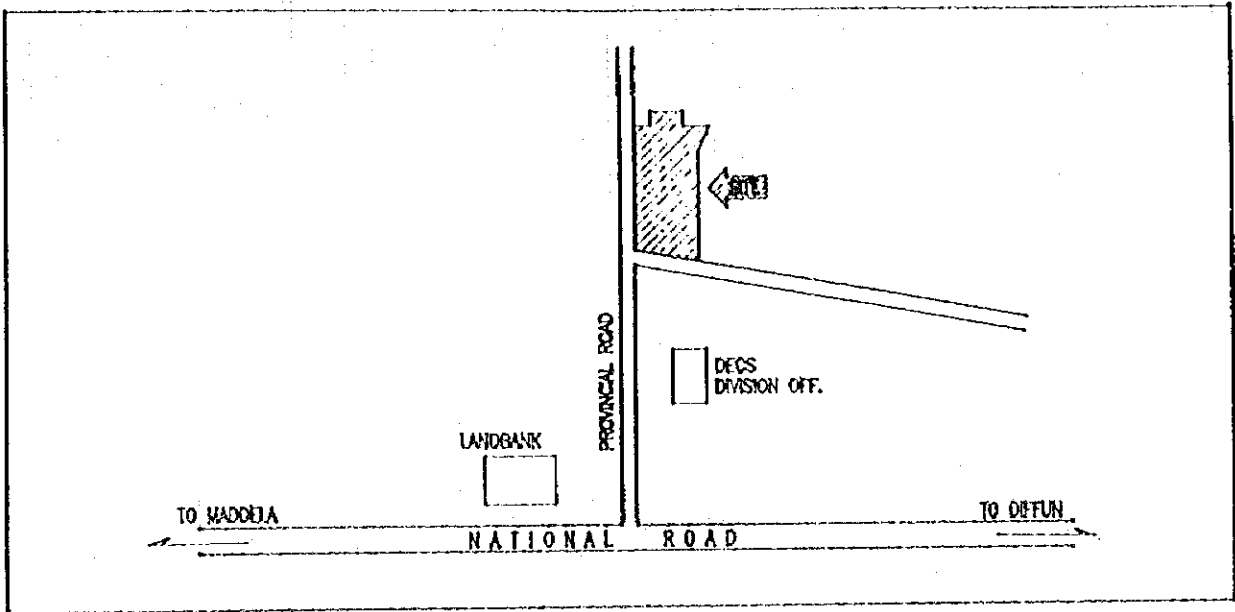 SITE
PROVINCIAL ROAD
DECS
DIVISION OFF.
LANDBANK
TO MADDELA
TO DIFFUN
NATIONAL ROAD